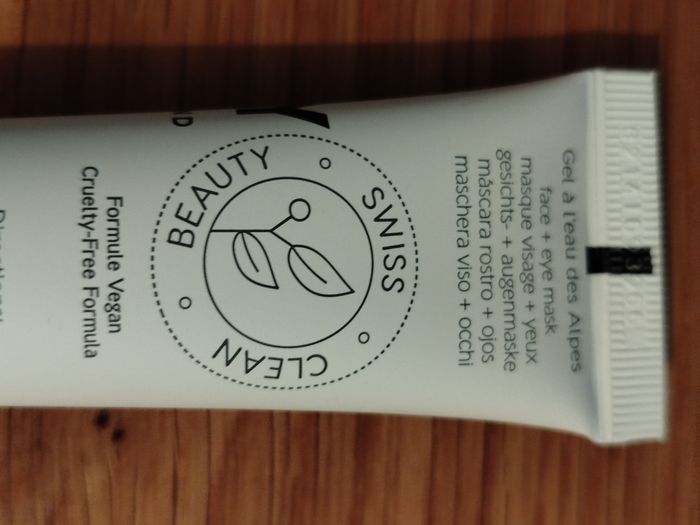 Gel à l'eau des Alpes
face + eye mask
masque visage + yeux
gesichts- + augenmaske
máscara rostro + ojos
maschera viso + occhi
SWISS
CLEAN
BEAUTY
Formule Vegan
Cruelty-Free Formula